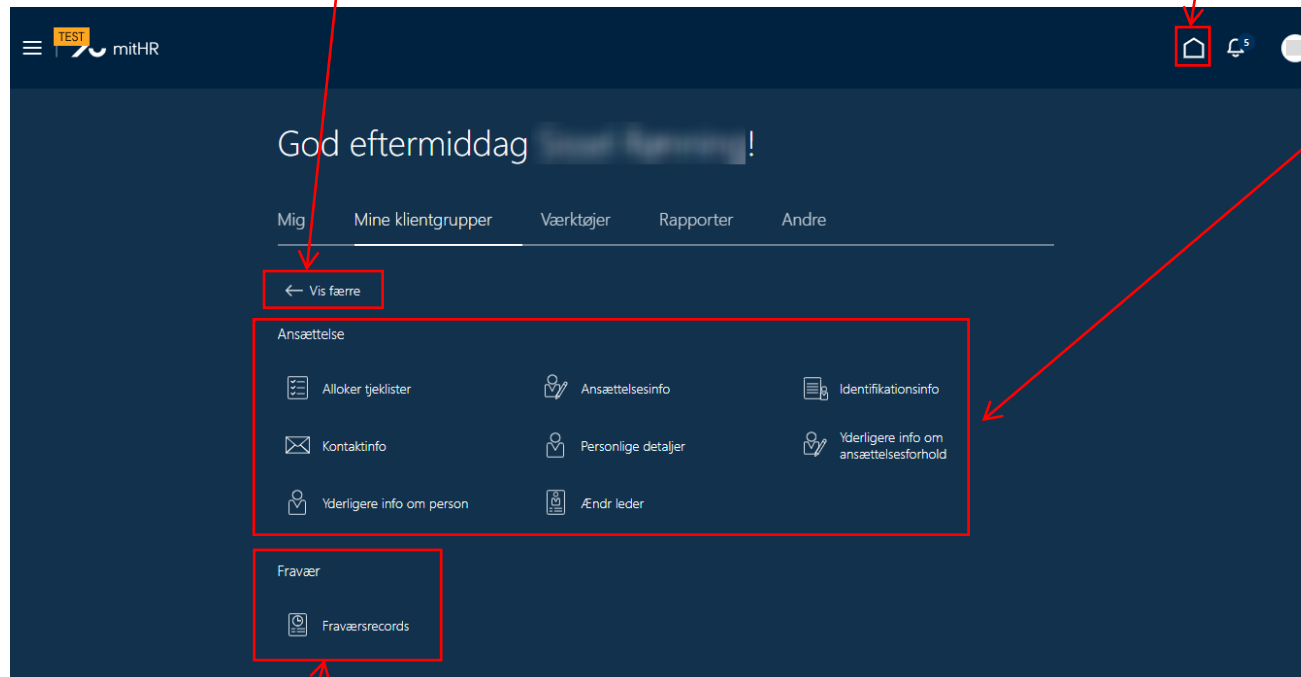 TEST
mitHR
5
God eftermiddag !
Mig Mine klientgrupper Værktøjer Rapporter Andre
← Vis færre
Ansættelse
Alloker tjeklister Ansættelsesinfo Identifikationsinfo
Kontaktinfo Personlige detaljer Yderligere info om
ansættelsesforhold
Yderligere info om person Ændr leder
Fravær
Fraværsrecords